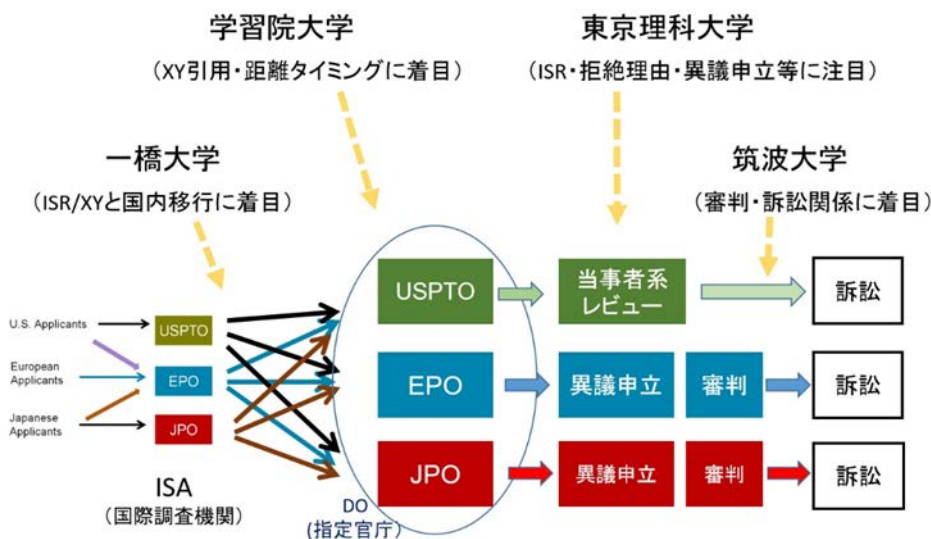 学習院大学
(XY引用・距離タイミングに着目)
東京理科大学
(ISR・拒絶理由・異議申立等に注目)
一橋大学
(ISR/XYと国内移行に着目)
筑波大学
(審判・訴訟関係に着目)
U.S. Applicants
USPTO
European
Applicants
EPO
Japanese
Applicants
JPO
ISA
(国際調査機関)
USPTO
当事者系
レビュー
訴訟
EPO
異議申立
審判
訴訟
JPO
異議申立
審判
訴訟
DO
(指定官庁)